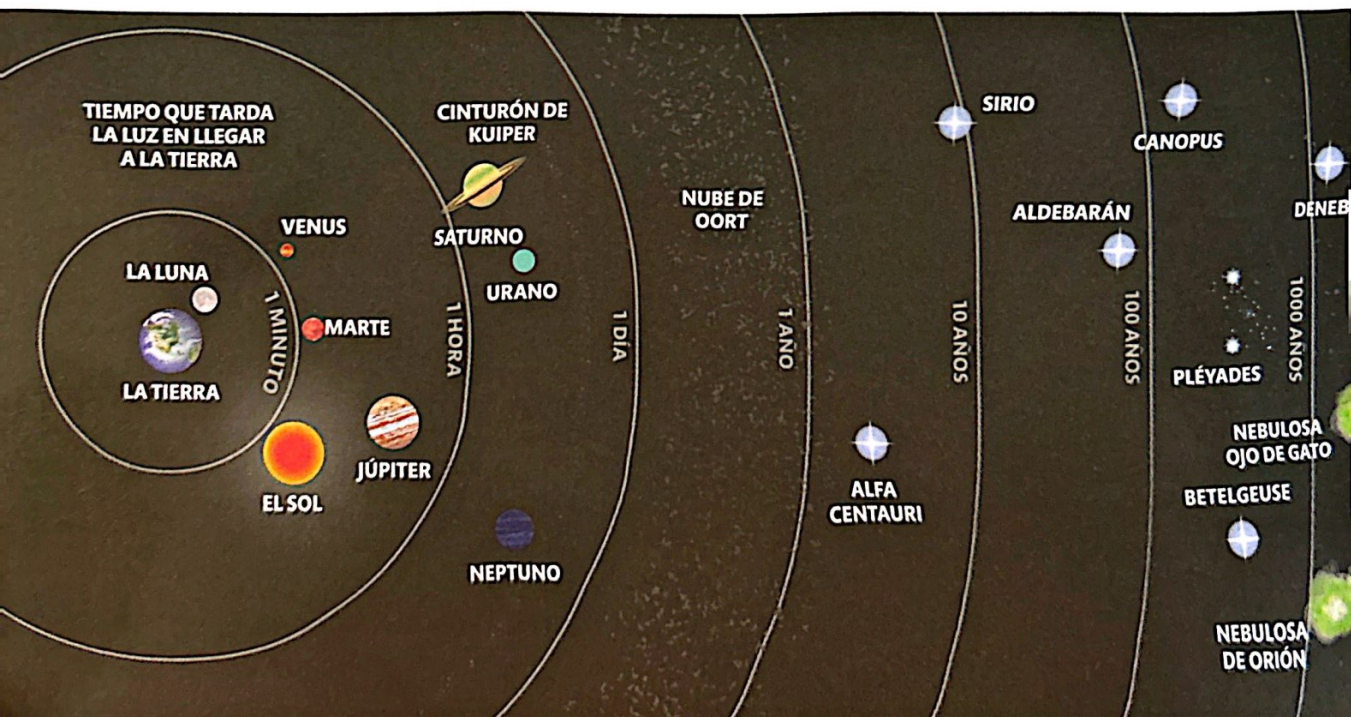 TIEMPO QUE TARDA
LA LUZ EN LLEGAR
A LA TIERRA
CINTURÓN DE
KUIPER
SIRIO
CANOPUS
NUBE DE
OORT
ALDEBARÁN
DENEB
VENUS
SATURNO
LA LUNA
URANO
1 MINUTO
MARTE
1 HORA
1 DÍA
1 AÑO
10 AÑOS
100 AÑOS
1000 AÑOS
LA TIERRA
PLÉYADES
JÚPITER
NEBULOSA
OJO DE GATO
EL SOL
ALFA
CENTAURI
BETELGEUSE
NEPTUNO
NEBULOSA
DE ORIÓN